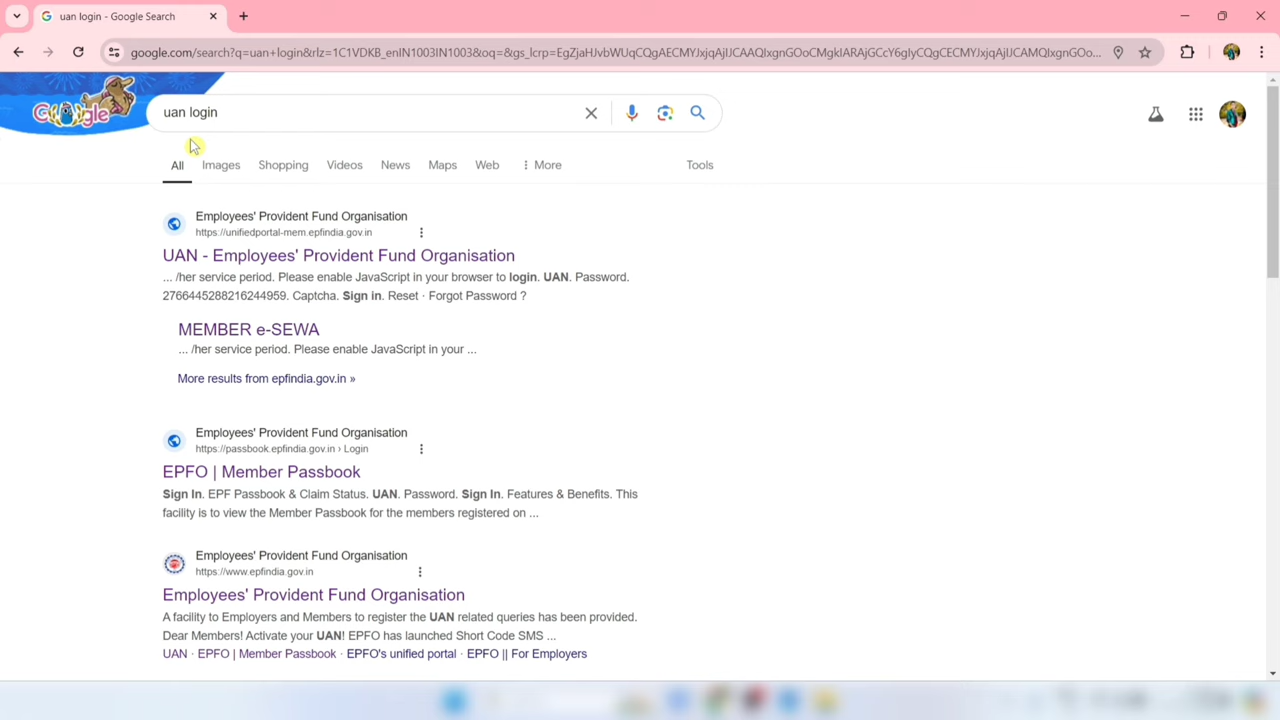 uan login - Google Search
google.com/search?q=uan+login&rlz=1C1VDKB_enIN1003IN1003&oq=&gs_lcrp=EgZjaHJvbWUqCQgAECMYJxjqAjIJCAAQIxgnGOoCMgkIARAjGCcY6gIyCQgCECMYJxjqAjIJCAMQIxgnGOo...
Google
uan login
All Images Shopping Videos News Maps Web More Tools
Employees' Provident Fund Organisation
https://unifiedportal-mem.epfindia.gov.in
UAN - Employees' Provident Fund Organisation
... /her service period. Please enable JavaScript in your browser to login. UAN. Password.
2766445288216244959. Captcha. Sign in. Reset · Forgot Password ?
MEMBER e-SEWA
... /her service period. Please enable JavaScript in your ...
More results from epfindia.gov.in »
Employees' Provident Fund Organisation
https://passbook.epfindia.gov.in › Login
EPFO | Member Passbook
Sign In. EPF Passbook & Claim Status. UAN. Password. Sign In. Features & Benefits. This
facility is to view the Member Passbook for the members registered on ...
Employees' Provident Fund Organisation
https://www.epfindia.gov.in
Employees' Provident Fund Organisation
A facility to Employers and Members to register the UAN related queries has been provided.
Dear Members! Activate your UAN! EPFO has launched Short Code SMS ...
UAN · EPFO | Member Passbook · EPFO's unified portal · EPFO || For Employers